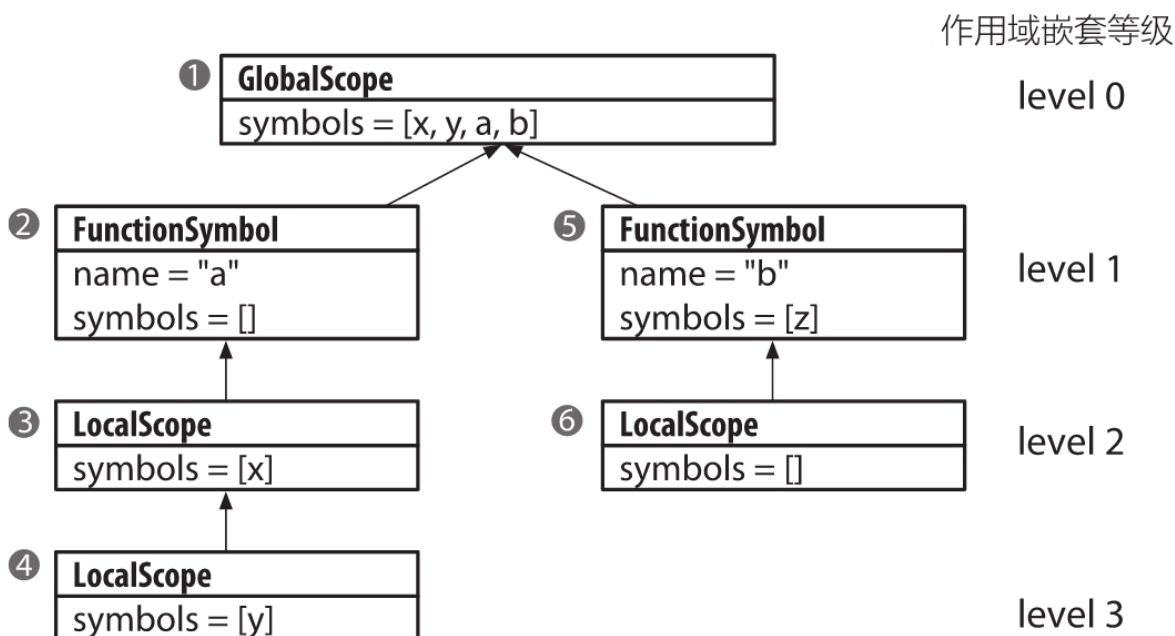 作用域嵌套等级
❶ GlobalScope
level 0
symbols = [x, y, a, b]
❷ FunctionSymbol
name = "a"
symbols = []
❺ FunctionSymbol
name = "b"
symbols = [z]
level 1
❸ LocalScope
symbols = [x]
❻ LocalScope
symbols = []
level 2
❹ LocalScope
symbols = [y]
level 3